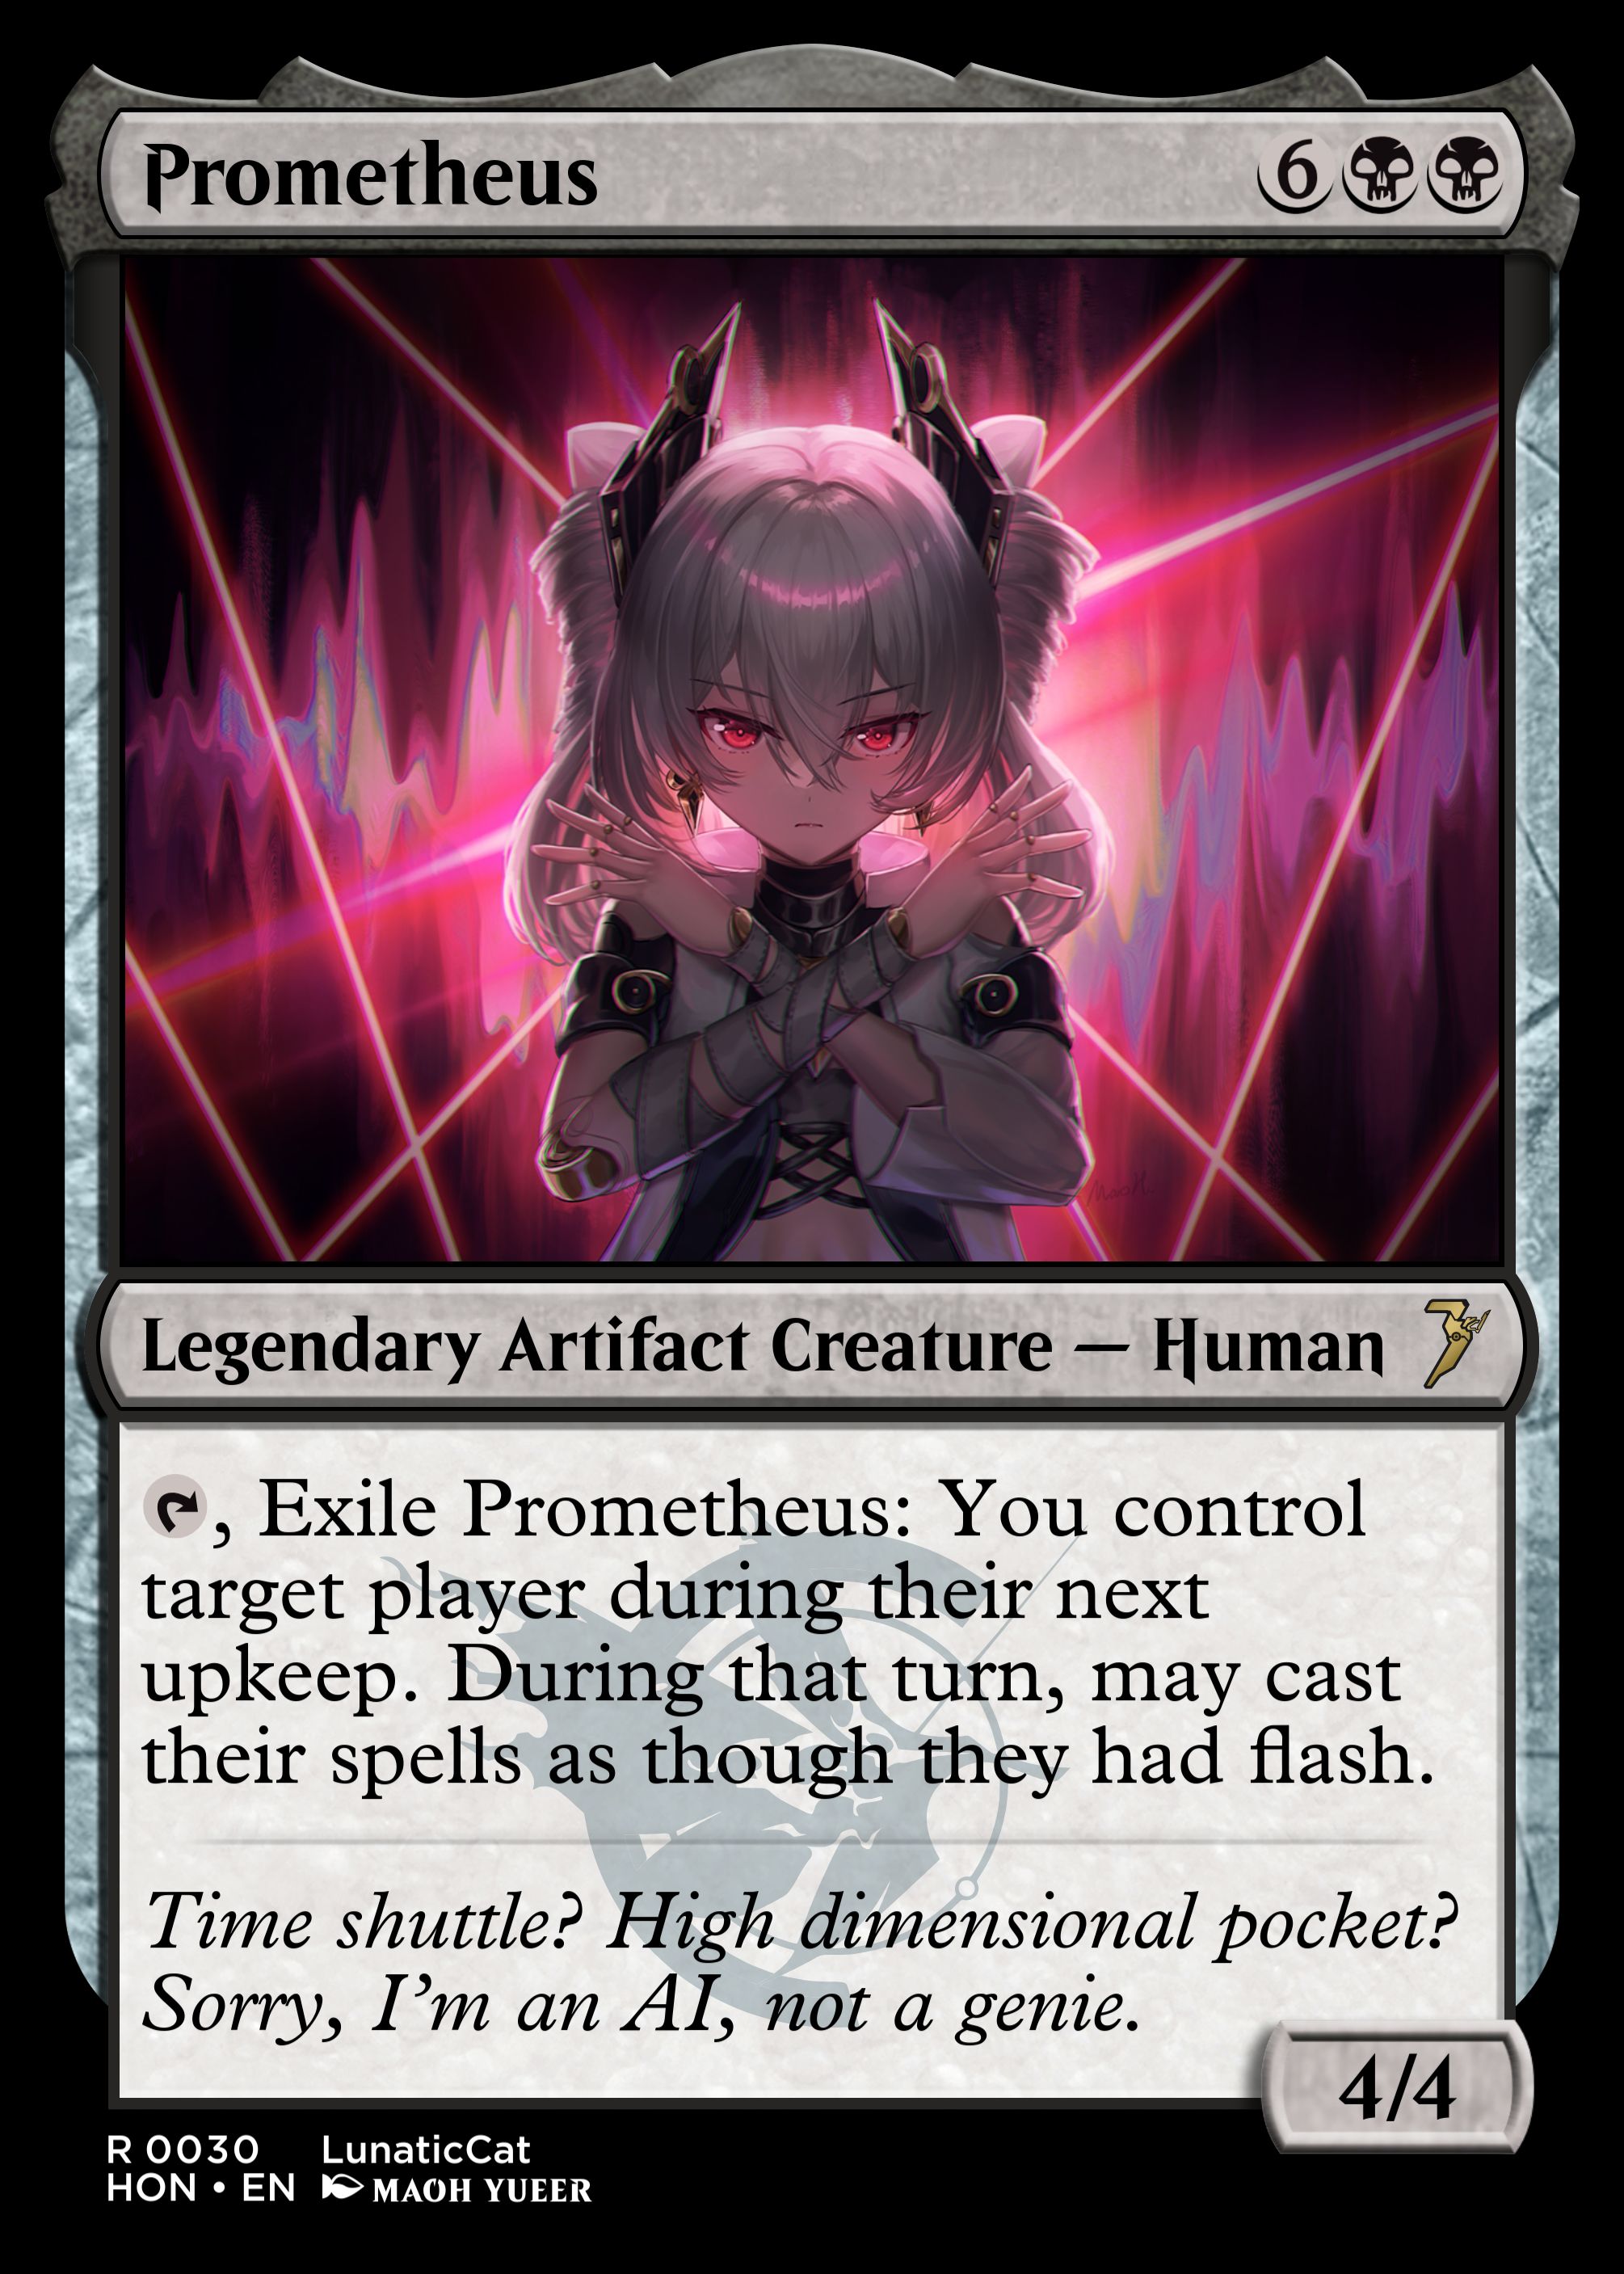 Prometheus 6
MaoH
Legendary Artifact Creature — Human
, Exile Prometheus: You control
target player during their next
upkeep. During that turn, may cast
their spells as though they had flash.
Time shuttle? High dimensional pocket?
Sorry, I'm an AI, not a genie.
4/4
R 0030 LunaticCat
HON • EN MAOH YUEER